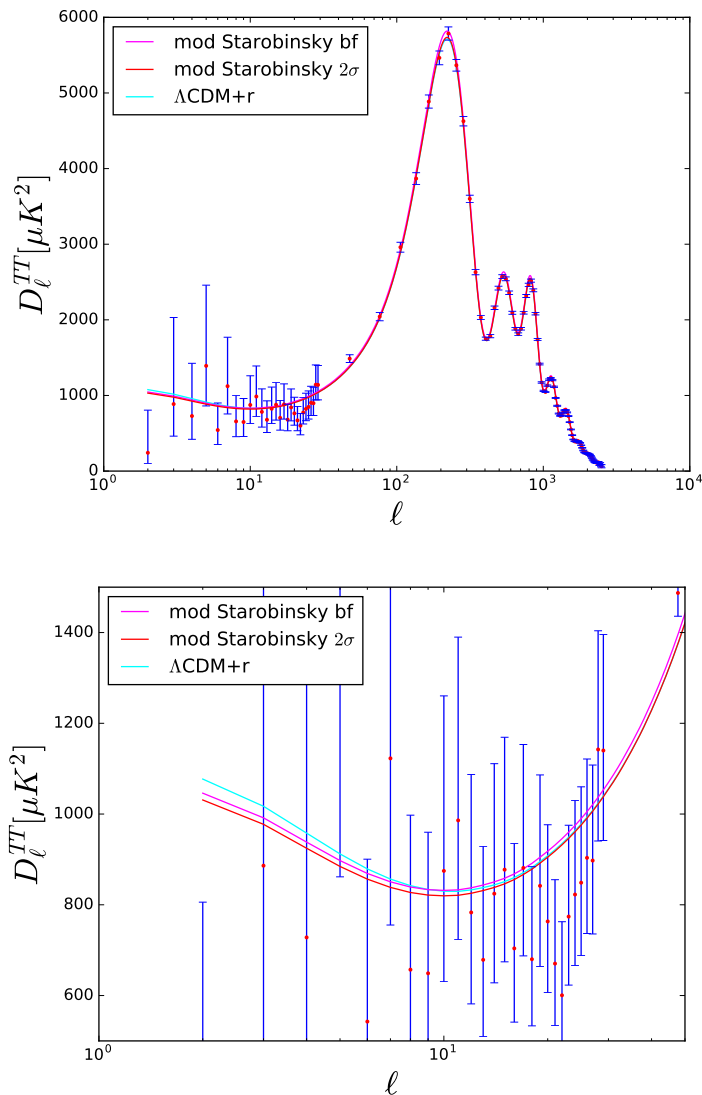 6000
5000
4000
3000
2000
1000
0
D_ℓ^{TT}[μK^2]
mod Starobinsky bf
mod Starobinsky 2σ
ΛCDM+r
10^0
10^1
10^2
10^3
10^4
ℓ
1400
1200
1000
800
600
D_ℓ^{TT}[μK^2]
mod Starobinsky bf
mod Starobinsky 2σ
ΛCDM+r
10^0
10^1
ℓ